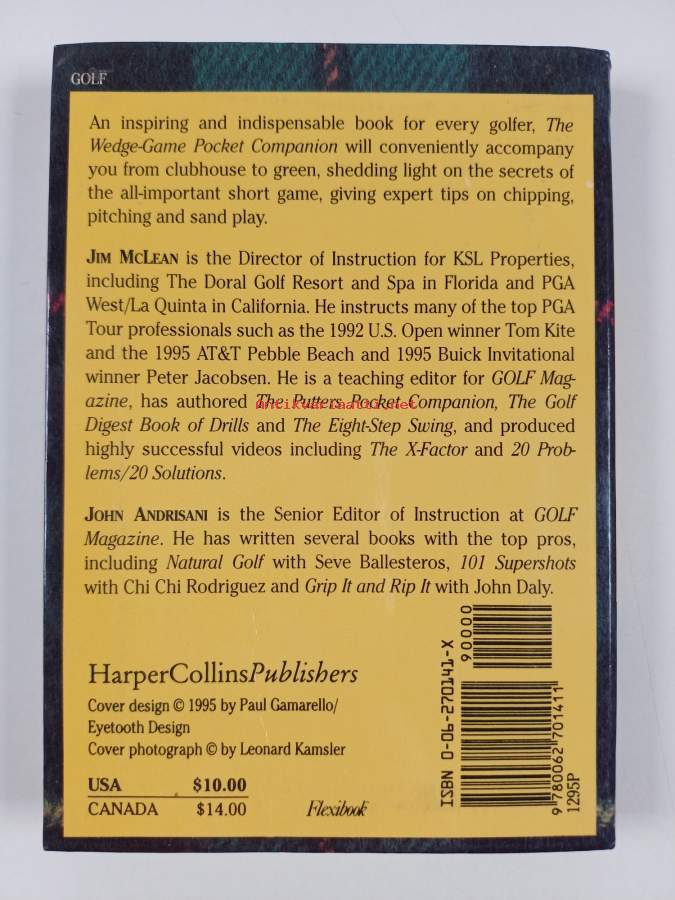 GOLF
An inspiring and indispensable book for every golfer, The
Wedge-Game Pocket Companion will conveniently accompany
you from clubhouse to green, shedding light on the secrets of
the all-important short game, giving expert tips on chipping,
pitching and sand play.
JIM MCLEAN is the Director of Instruction for KSL Properties,
including The Doral Golf Resort and Spa in Florida and PGA
West/La Quinta in California. He instructs many of the top PGA
Tour professionals such as the 1992 U.S. Open winner Tom Kite
and the 1995 AT&T Pebble Beach and 1995 Buick Invitational
winner Peter Jacobsen. He is a teaching editor for GOLF Mag-
azine, has authored The Putters Pocket Companion, The Golf
Antikvariaatti.net
Digest Book of Drills and The Eight-Step Swing, and produced
highly successful videos including The X-Factor and 20 Prob-
lems/20 Solutions.
JOHN ANDRISANI is the Senior Editor of Instruction at GOLF
Magazine. He has written several books with the top pros,
including Natural Golf with Seve Ballesteros, 101 Supershots
with Chi Chi Rodriguez and Grip It and Rip It with John Daly.
HarperCollinsPublishers
Cover design © 1995 by Paul Gamarello/
Eyetooth Design
Cover photograph © by Leonard Kamsler
USA $10.00
CANADA $14.00
Flexibook
ISBN 0-06-270141-X
90000
9 780062 701411
1295P